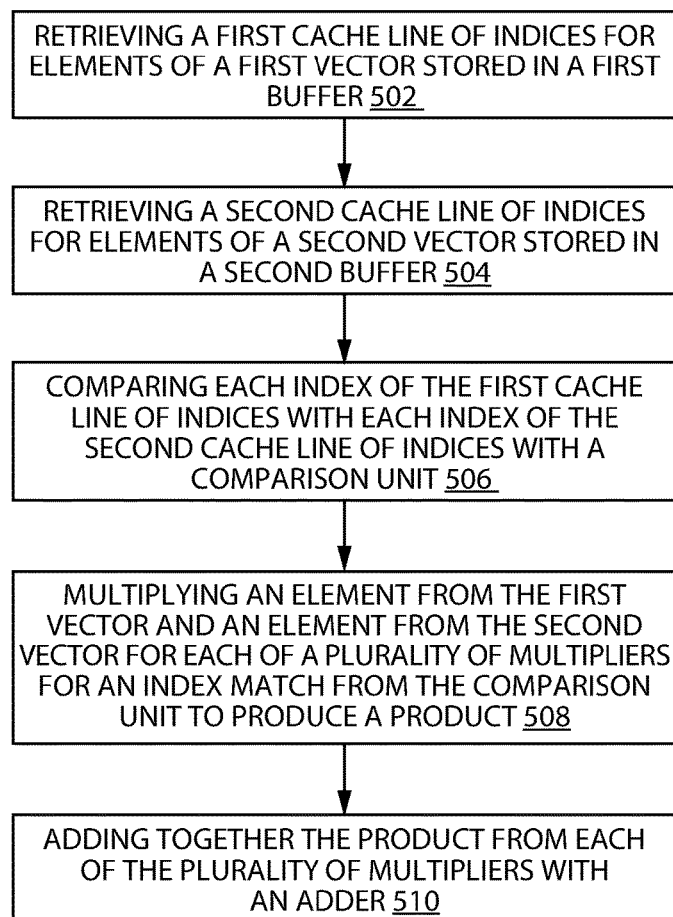 RETRIEVING A FIRST CACHE LINE OF INDICES FOR
ELEMENTS OF A FIRST VECTOR STORED IN A FIRST
BUFFER 502
RETRIEVING A SECOND CACHE LINE OF INDICES
FOR ELEMENTS OF A SECOND VECTOR STORED IN
A SECOND BUFFER 504
COMPARING EACH INDEX OF THE FIRST CACHE
LINE OF INDICES WITH EACH INDEX OF THE
SECOND CACHE LINE OF INDICES WITH A
COMPARISON UNIT 506
MULTIPLYING AN ELEMENT FROM THE FIRST
VECTOR AND AN ELEMENT FROM THE SECOND
VECTOR FOR EACH OF A PLURALITY OF MULTIPLIERS
FOR AN INDEX MATCH FROM THE COMPARISON
UNIT TO PRODUCE A PRODUCT 508
ADDING TOGETHER THE PRODUCT FROM EACH
OF THE PLURALITY OF MULTIPLIERS WITH
AN ADDER 510